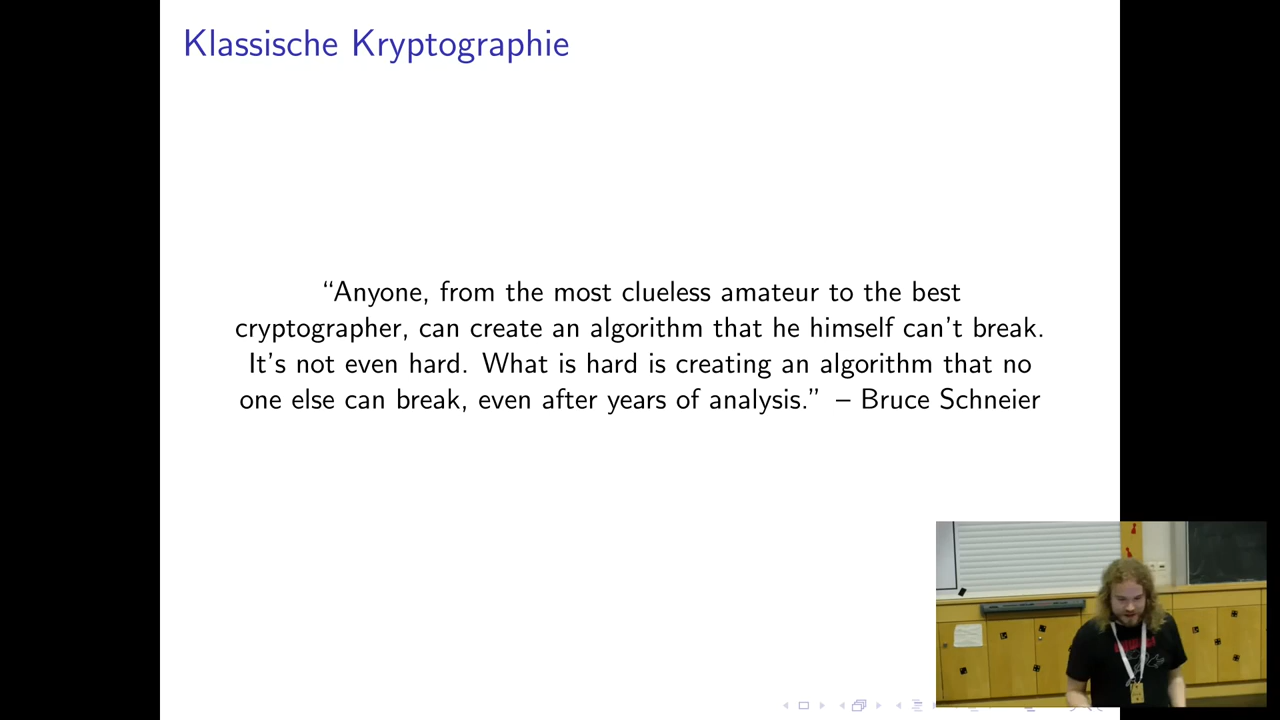 Klassische Kryptographie
“Anyone, from the most clueless amateur to the best
cryptographer, can create an algorithm that he himself can’t break.
It’s not even hard. What is hard is creating an algorithm that no
one else can break, even after years of analysis.” – Bruce Schneier